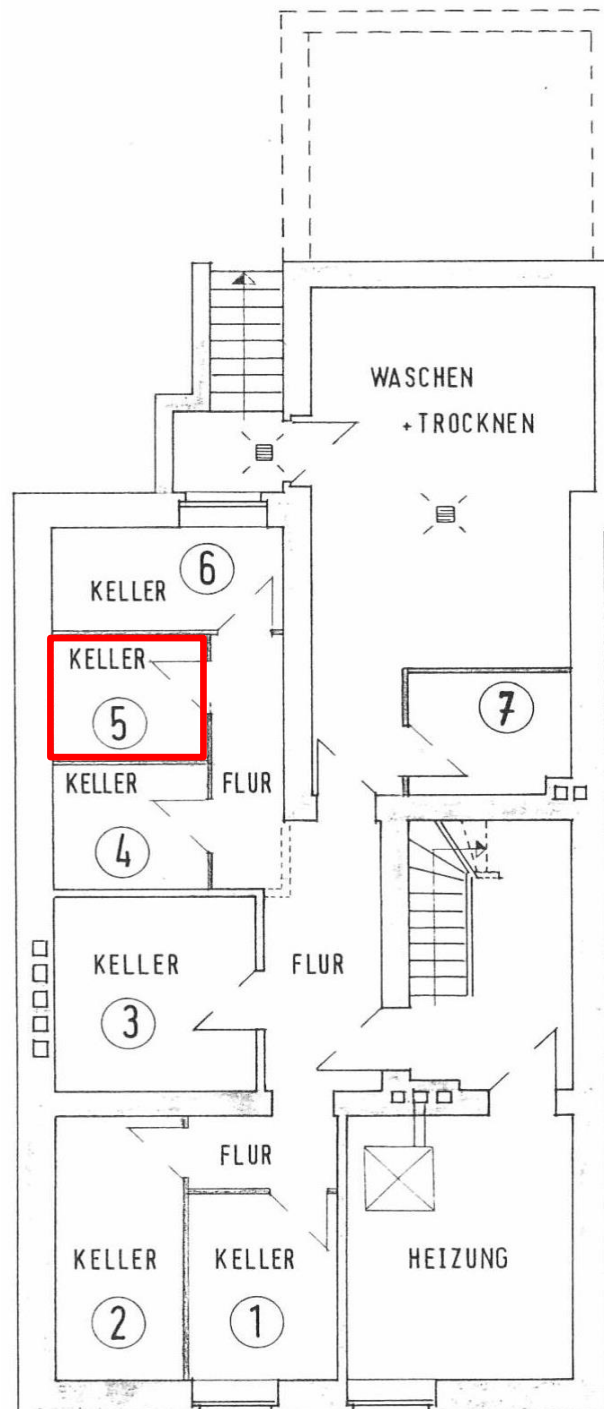 WASCHEN
+ TROCKNEN
6
KELLER
KELLER
5
7
KELLER
FLUR
4
KELLER
FLUR
3
FLUR
KELLER
KELLER
HEIZUNG
2
1